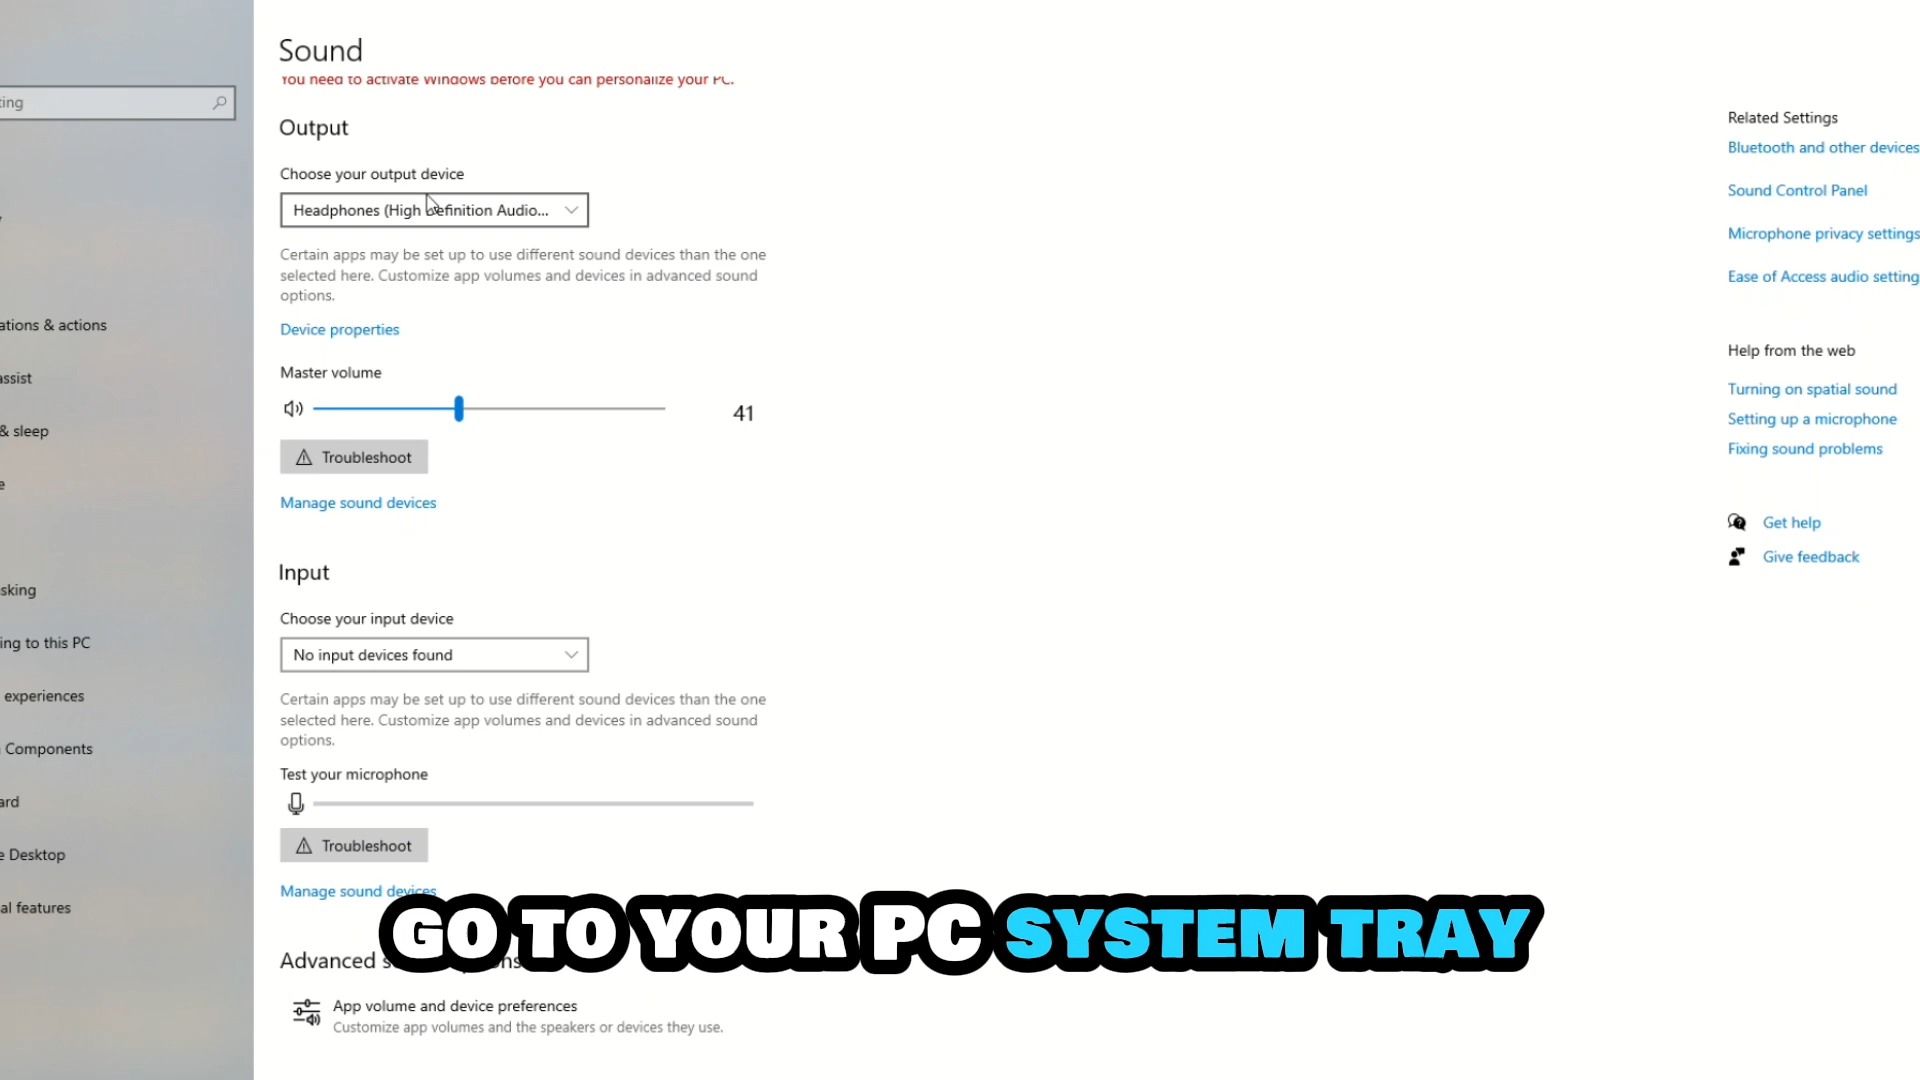 Sound
You need to activate Windows before you can personalize your PC.
ting
Output
Choose your output device
Headphones (High Definition Audio...
Certain apps may be set up to use different sound devices than the one
selected here. Customize app volumes and devices in advanced sound
options.
Device properties
Master volume
41
Troubleshoot
Manage sound devices
Input
Choose your input device
No input devices found
Certain apps may be set up to use different sound devices than the one
selected here. Customize app volumes and devices in advanced sound
options.
Test your microphone
Troubleshoot
Manage sound devices
GO TO YOUR PC SYSTEM TRAY
Advanced
App volume and device preferences
Customize app volumes and the speakers or devices they use.
ations & actions
assist
& sleep
e
sking
ing to this PC
experiences
Components
ard
e Desktop
al features
Related Settings
Bluetooth and other devices
Sound Control Panel
Microphone privacy settings
Ease of Access audio setting
Help from the web
Turning on spatial sound
Setting up a microphone
Fixing sound problems
Get help
Give feedback